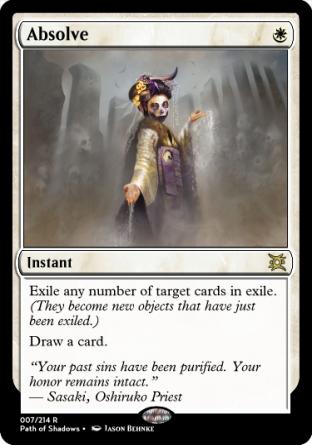 Absolve
Instant
Exile any number of target cards in exile.
(They become new objects that have just
been exiled.)
Draw a card.
“Your past sins have been purified. Your
honor remains intact.”
— Sasaki, Oshiruko Priest
007/214 R
Path of Shadows • Jason Behnke